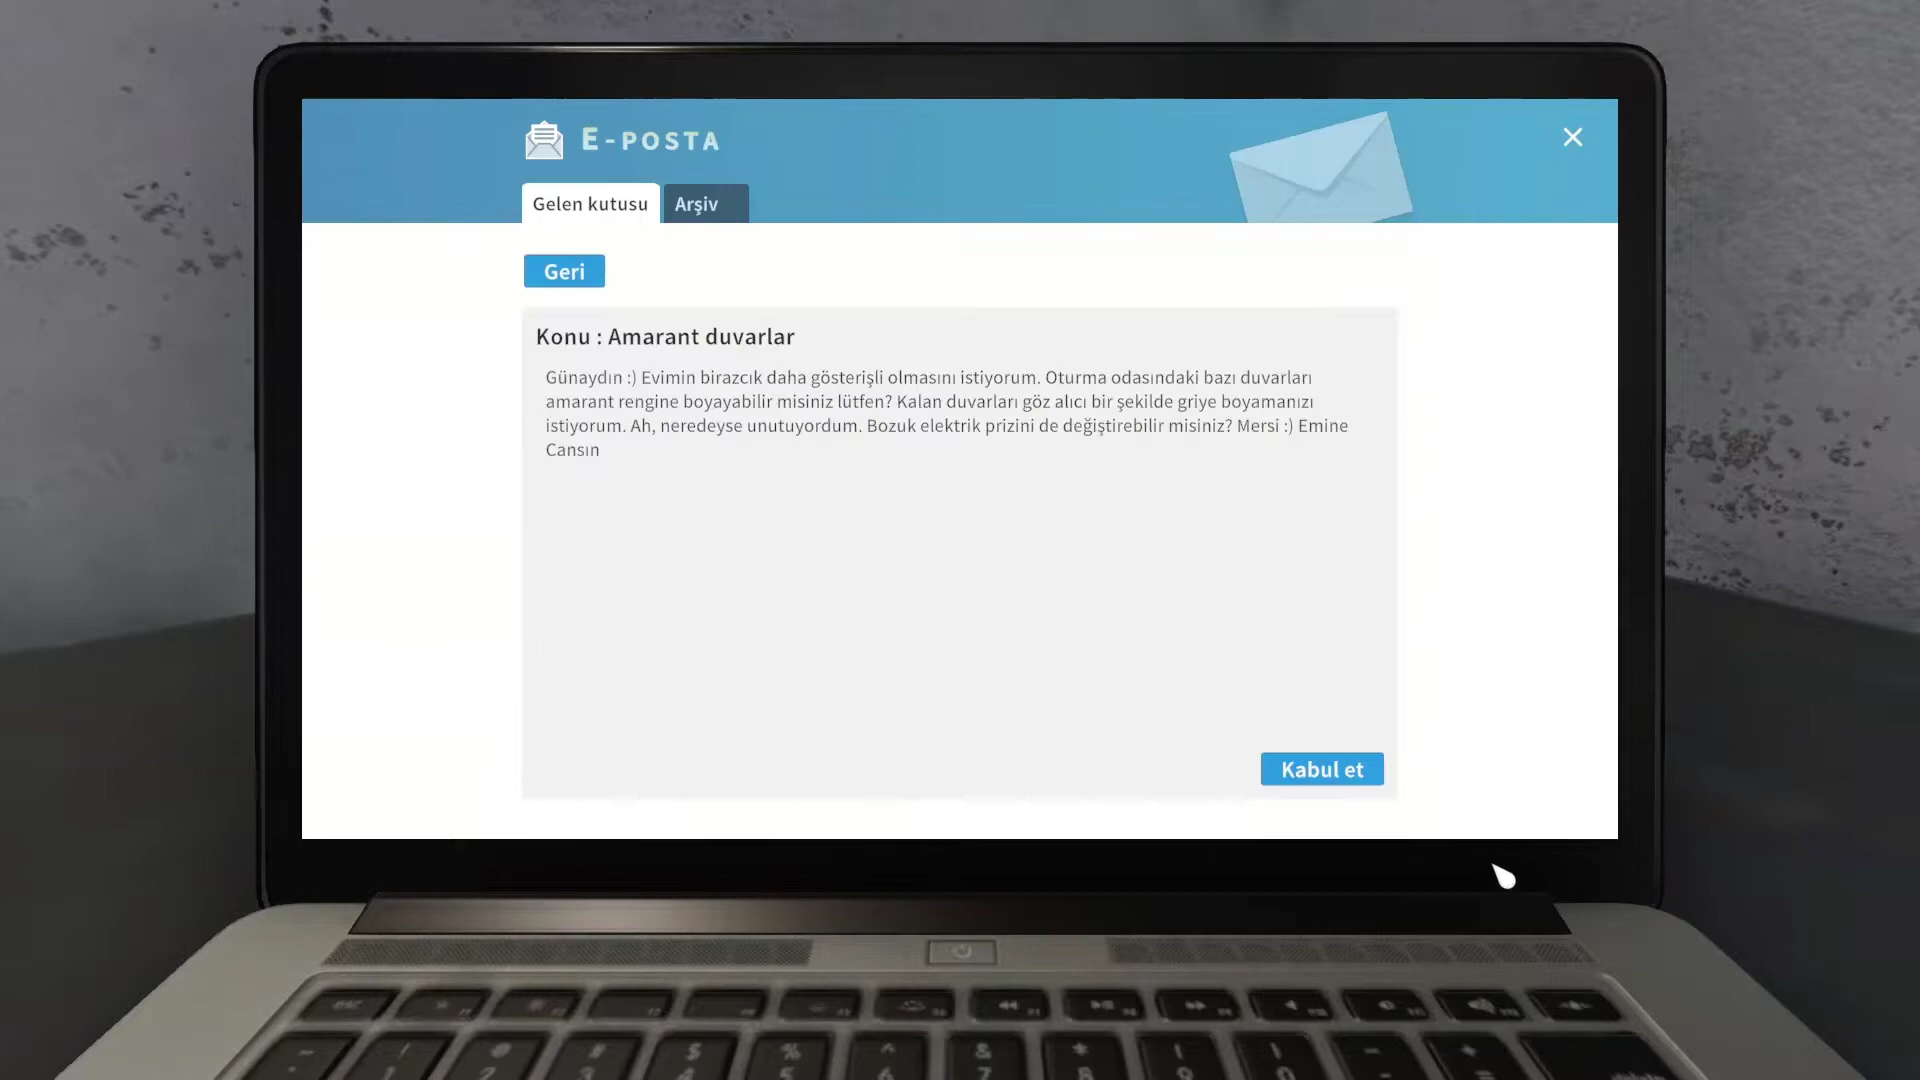 E-POSTA
Gelen kutusu
Arşiv
Geri
Konu : Amarant duvarlar
Günaydın :) Evimin birazcık daha gösterişli olmasını istiyorum. Oturma odasındaki bazı duvarları
amarant rengine boyayabilir misiniz lütfen? Kalan duvarları göz alıcı bir şekilde griye boyamanızı
istiyorum. Ah, neredeyse unutuyordum. Bozuk elektrik prizini de değiştirebilir misiniz? Mersi :) Emine
Cansın
Kabul et